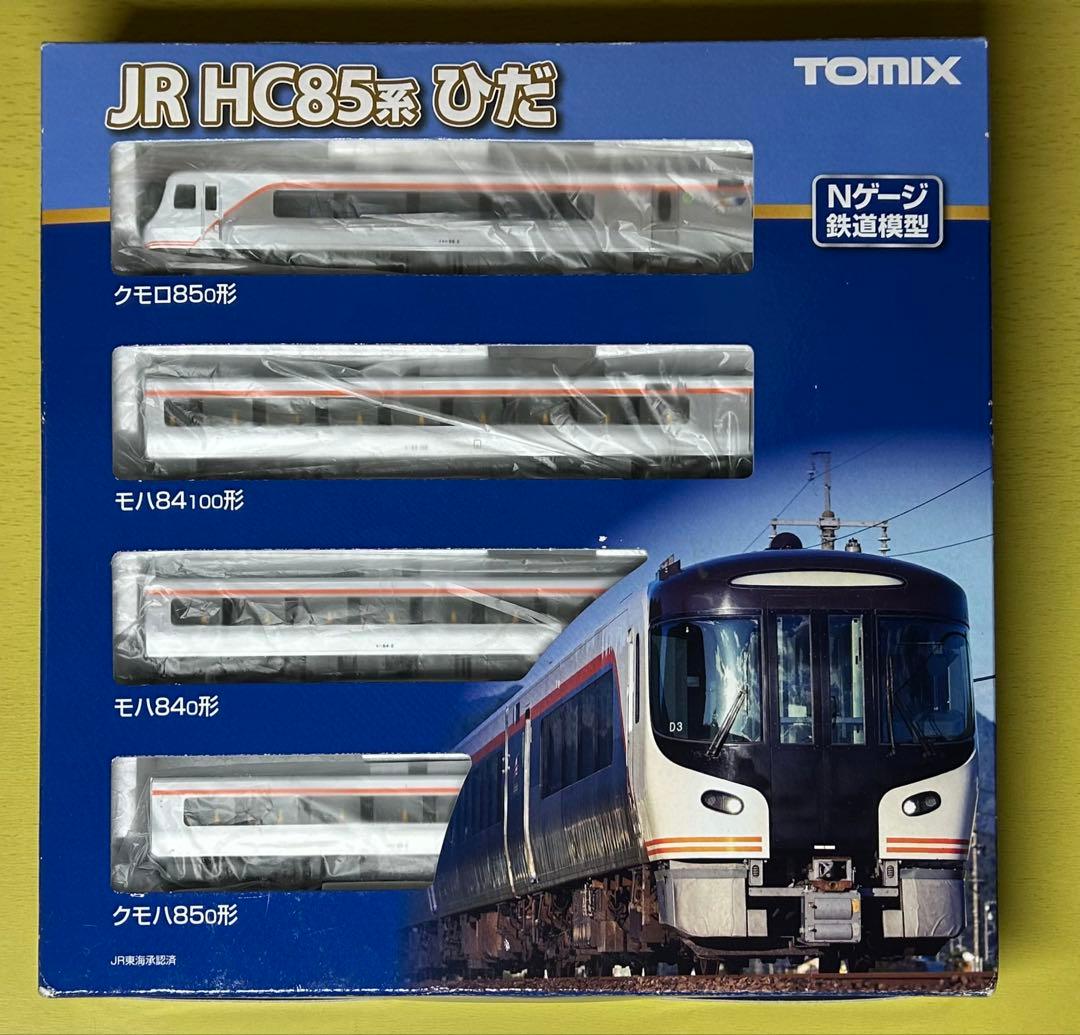 JR HC85系 ひだ
TOMIX
Nゲージ
鉄道模型
クモロ850形
モハ84100形
モハ840形
D3
クモハ850形
JR東海承認済